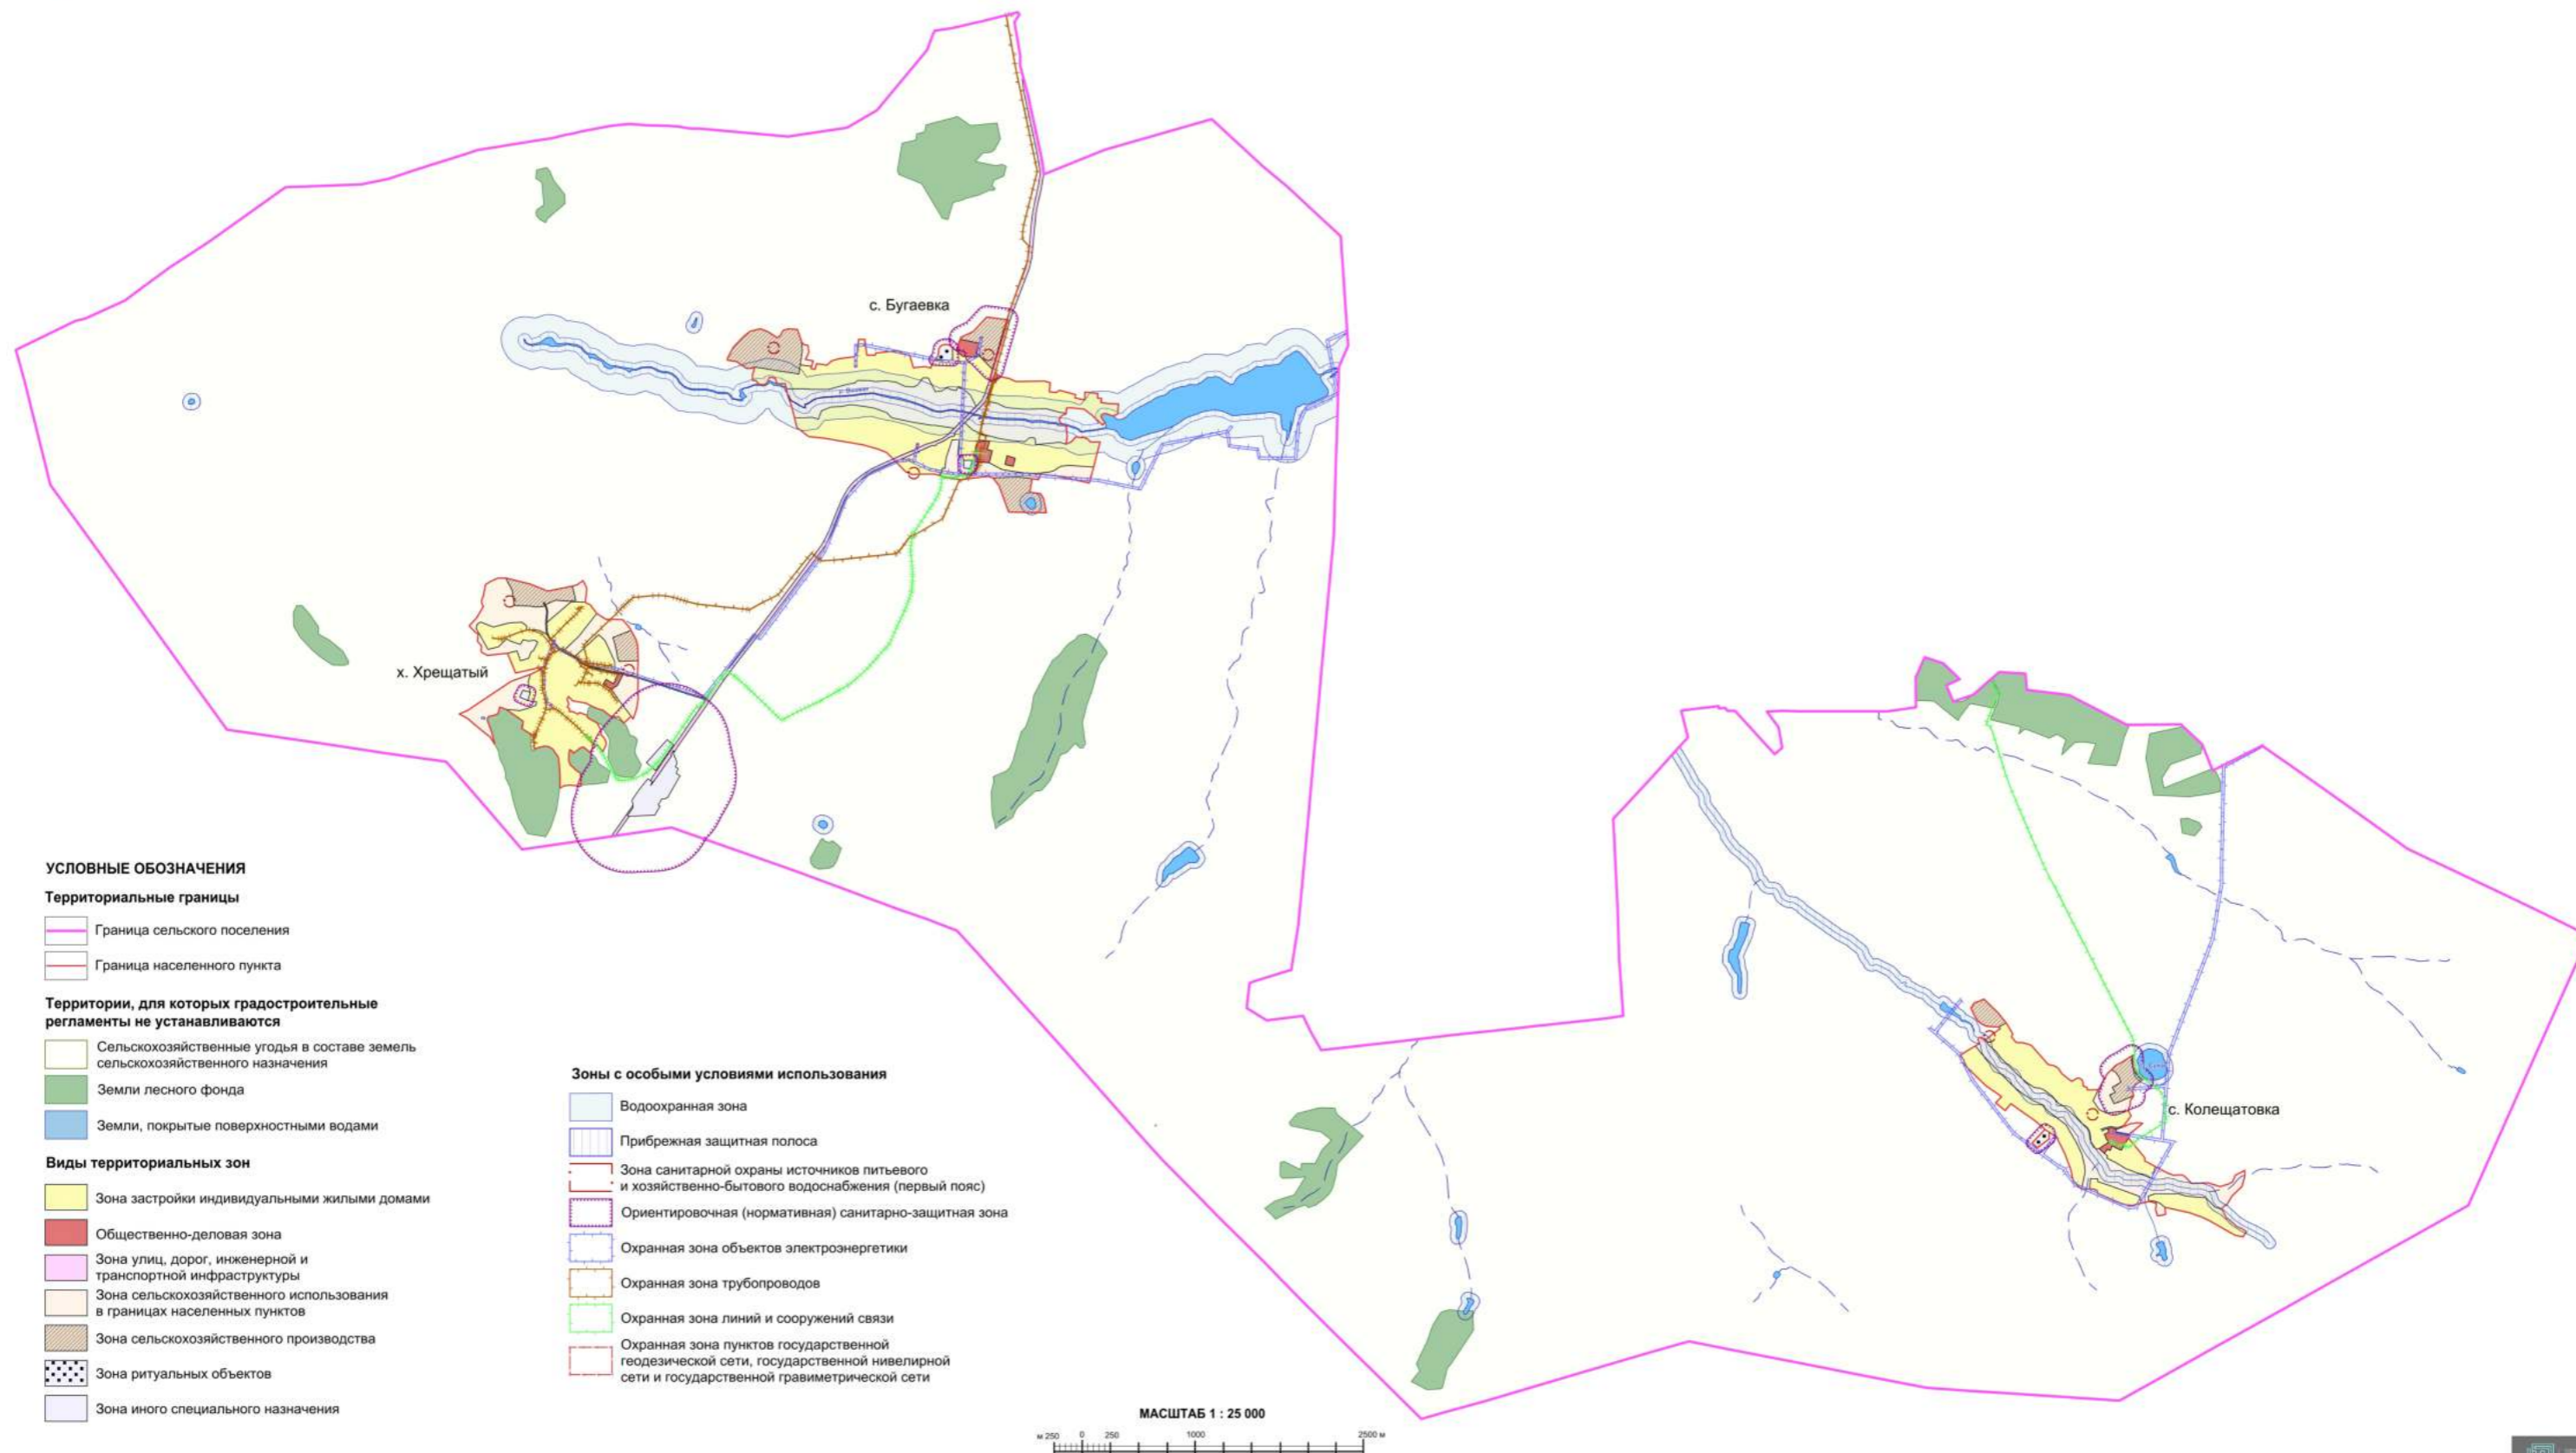 с. Бугаевка
х. Хрещатый
с. Колещатовка
УСЛОВНЫЕ ОБОЗНАЧЕНИЯ
Территориальные границы
Граница сельского поселения
Граница населенного пункта
Территории, для которых градостроительные
регламенты не устанавливаются
Сельскохозяйственные угодья в составе земель
сельскохозяйственного назначения
Земли лесного фонда
Земли, покрытые поверхностными водами
Виды территориальных зон
Зона застройки индивидуальными жилыми домами
Общественно-деловая зона
Зона улиц, дорог, инженерной и
транспортной инфраструктуры
Зона сельскохозяйственного использования
в границах населенных пунктов
Зона сельскохозяйственного производства
Зона ритуальных объектов
Зона иного специального назначения
Зоны с особыми условиями использования
Водоохранная зона
Прибрежная защитная полоса
Зона санитарной охраны источников питьевого
и хозяйственно-бытового водоснабжения (первый пояс)
Ориентировочная (нормативная) санитарно-защитная зона
Охранная зона объектов электроэнергетики
Охранная зона трубопроводов
Охранная зона линий и сооружений связи
Охранная зона пунктов государственной
геодезической сети, государственной нивелирной
сети и государственной гравиметрической сети
МАСШТАБ 1 : 25 000
м 250 0 250 1000 2500 м